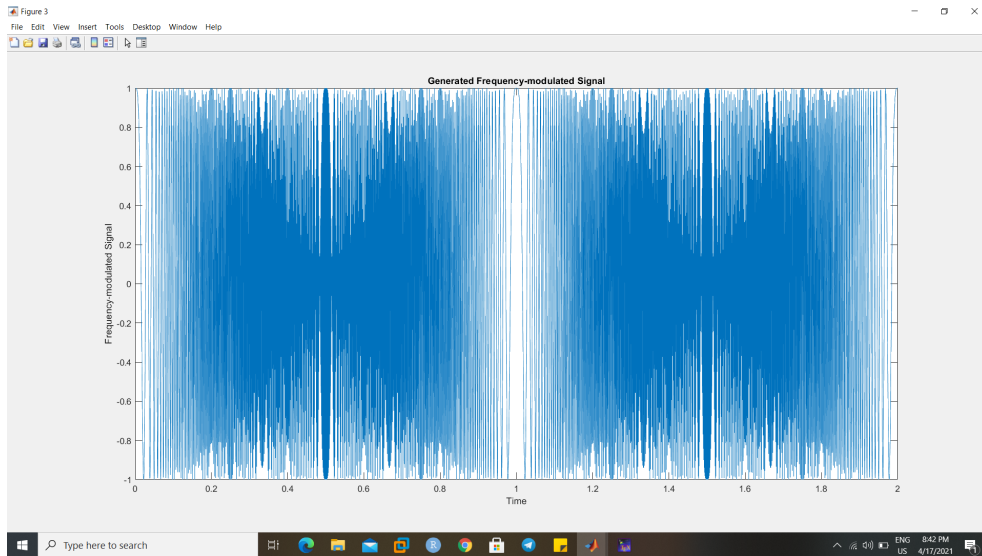 Figure 3
File Edit View Insert Tools Desktop Window Help
Generated Frequency-modulated Signal
Frequency-modulated Signal
1
0.8
0.6
0.4
0.2
0
-0.2
-0.4
-0.6
-0.8
-1
0 0.2 0.4 0.6 0.8 1 1.2 1.4 1.6 1.8 2
Time
Type here to search
R
ENG
US
8:42 PM
4/17/2021